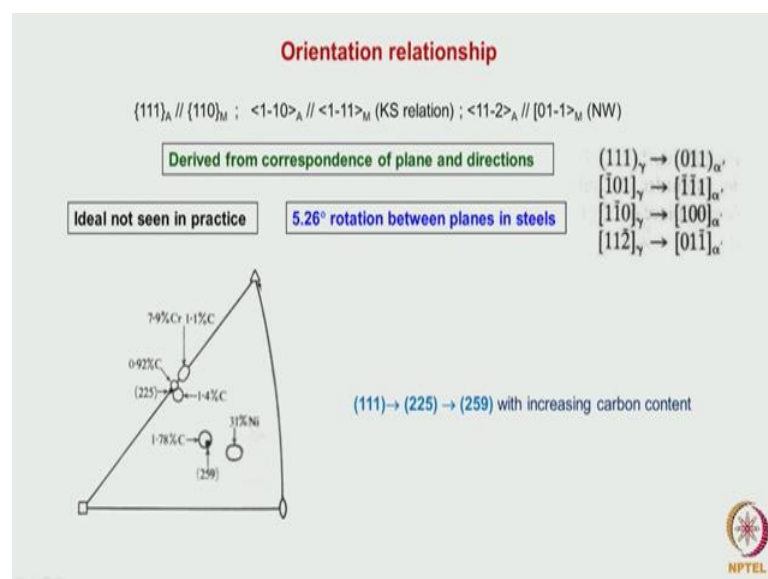 Orientation relationship
{111}A // {110}M ; <1-10>A // <1-11>M (KS relation) ; <11-2>A // [01-1>M (NW)
Derived from correspondence of plane and directions
(111)γ → (011)α'
[1̄01]γ → [1̄1̄1]α'
[11̄0]γ → [100]α'
[112̄]γ → [011̄]α'
Ideal not seen in practice
5.26° rotation between planes in steels
7·9%Cr 1·1%C
0·92%C
(225)
1·4%C
31%Ni
1·78%C
(259)
(111)→ (225) → (259) with increasing carbon content
NPTEL